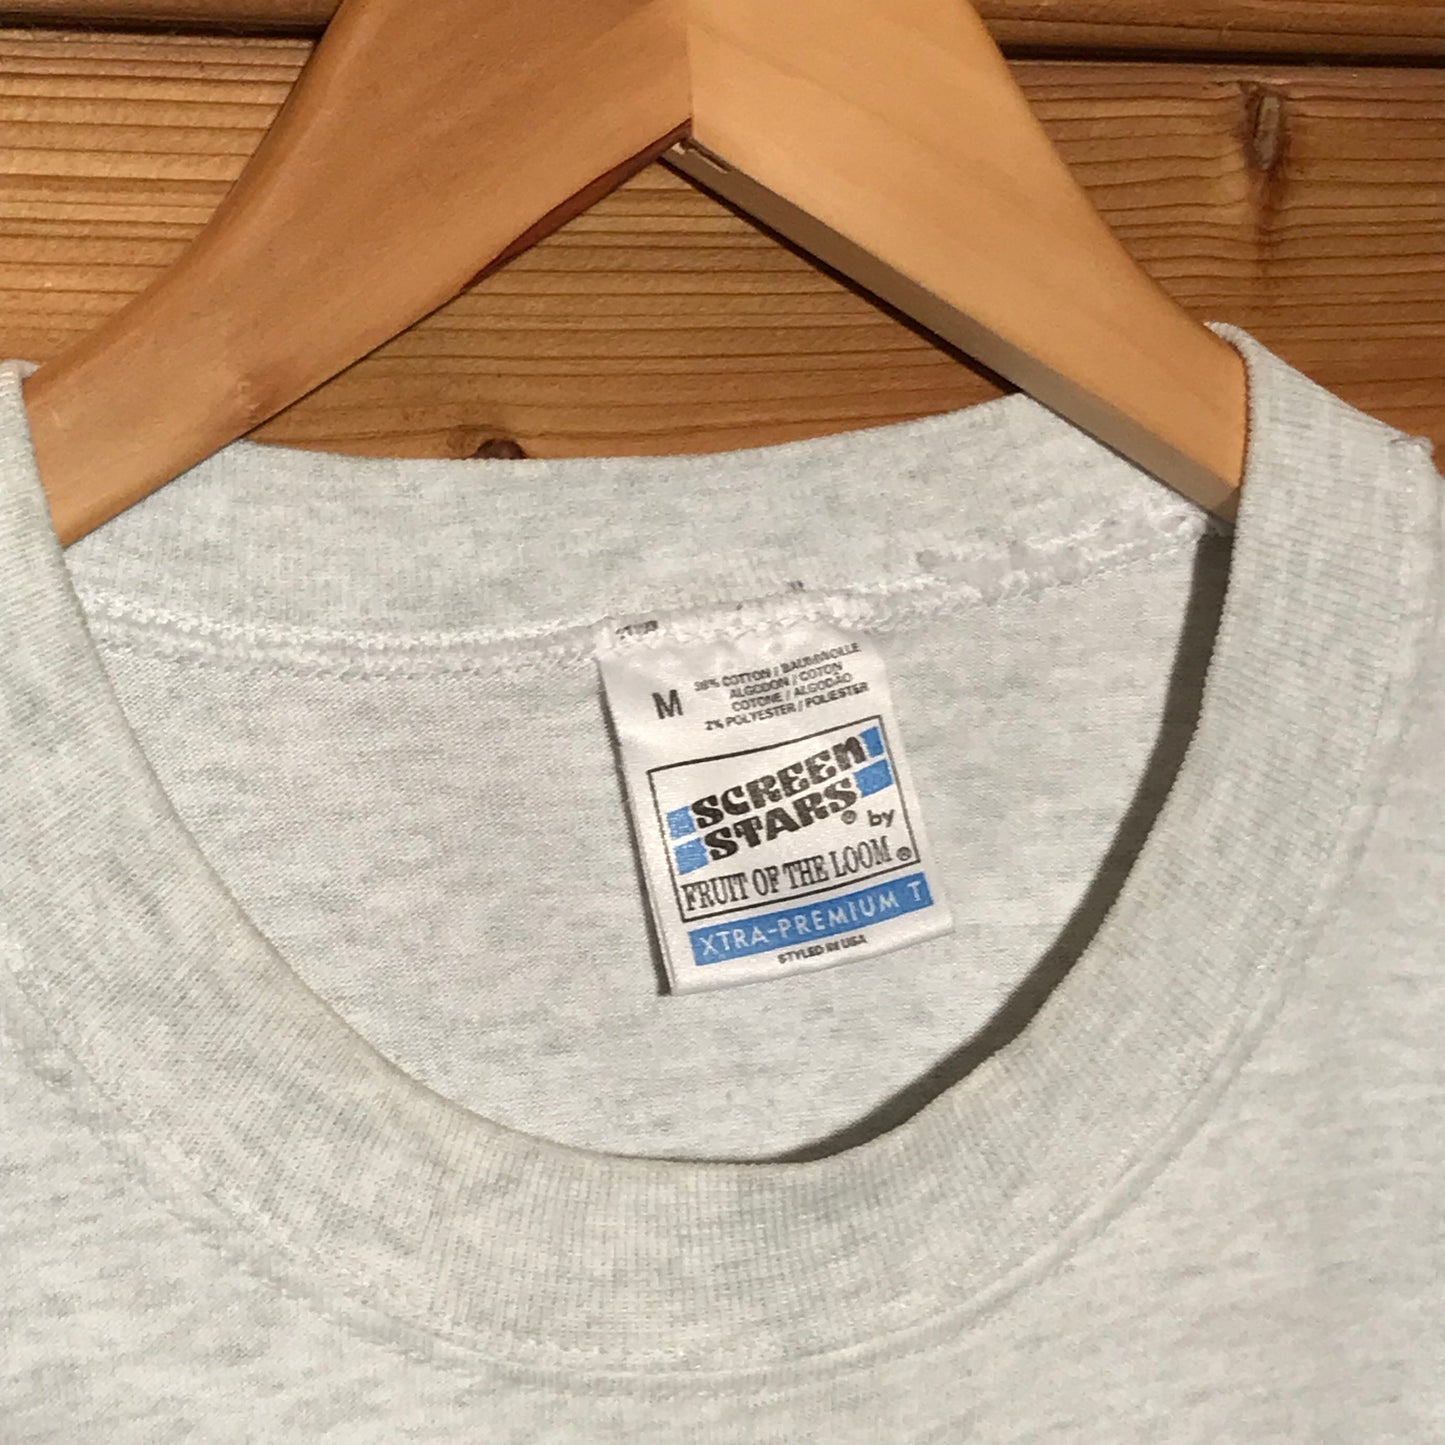 M
98% COTTON / BAUMWOLLE
ALGODON / COTON
COTONE / ALGODÃO
2% POLYESTER / POLIESTER
SCREEN
STARS® by
FRUIT OF THE LOOM®
XTRA-PREMIUM T
STYLED IN USA